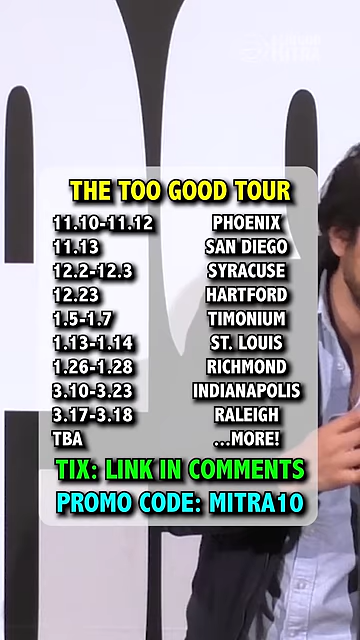 THE TOO GOOD TOUR
11.10-11.12 PHOENIX
11.13 SAN DIEGO
12.2-12.3 SYRACUSE
12.23 HARTFORD
1.5-1.7 TIMONIUM
1.13-1.14 ST. LOUIS
1.26-1.28 RICHMOND
3.10-3.23 INDIANAPOLIS
3.17-3.18 RALEIGH
TBA ...MORE!
TIX: LINK IN COMMENTS
PROMO CODE: MITRA10